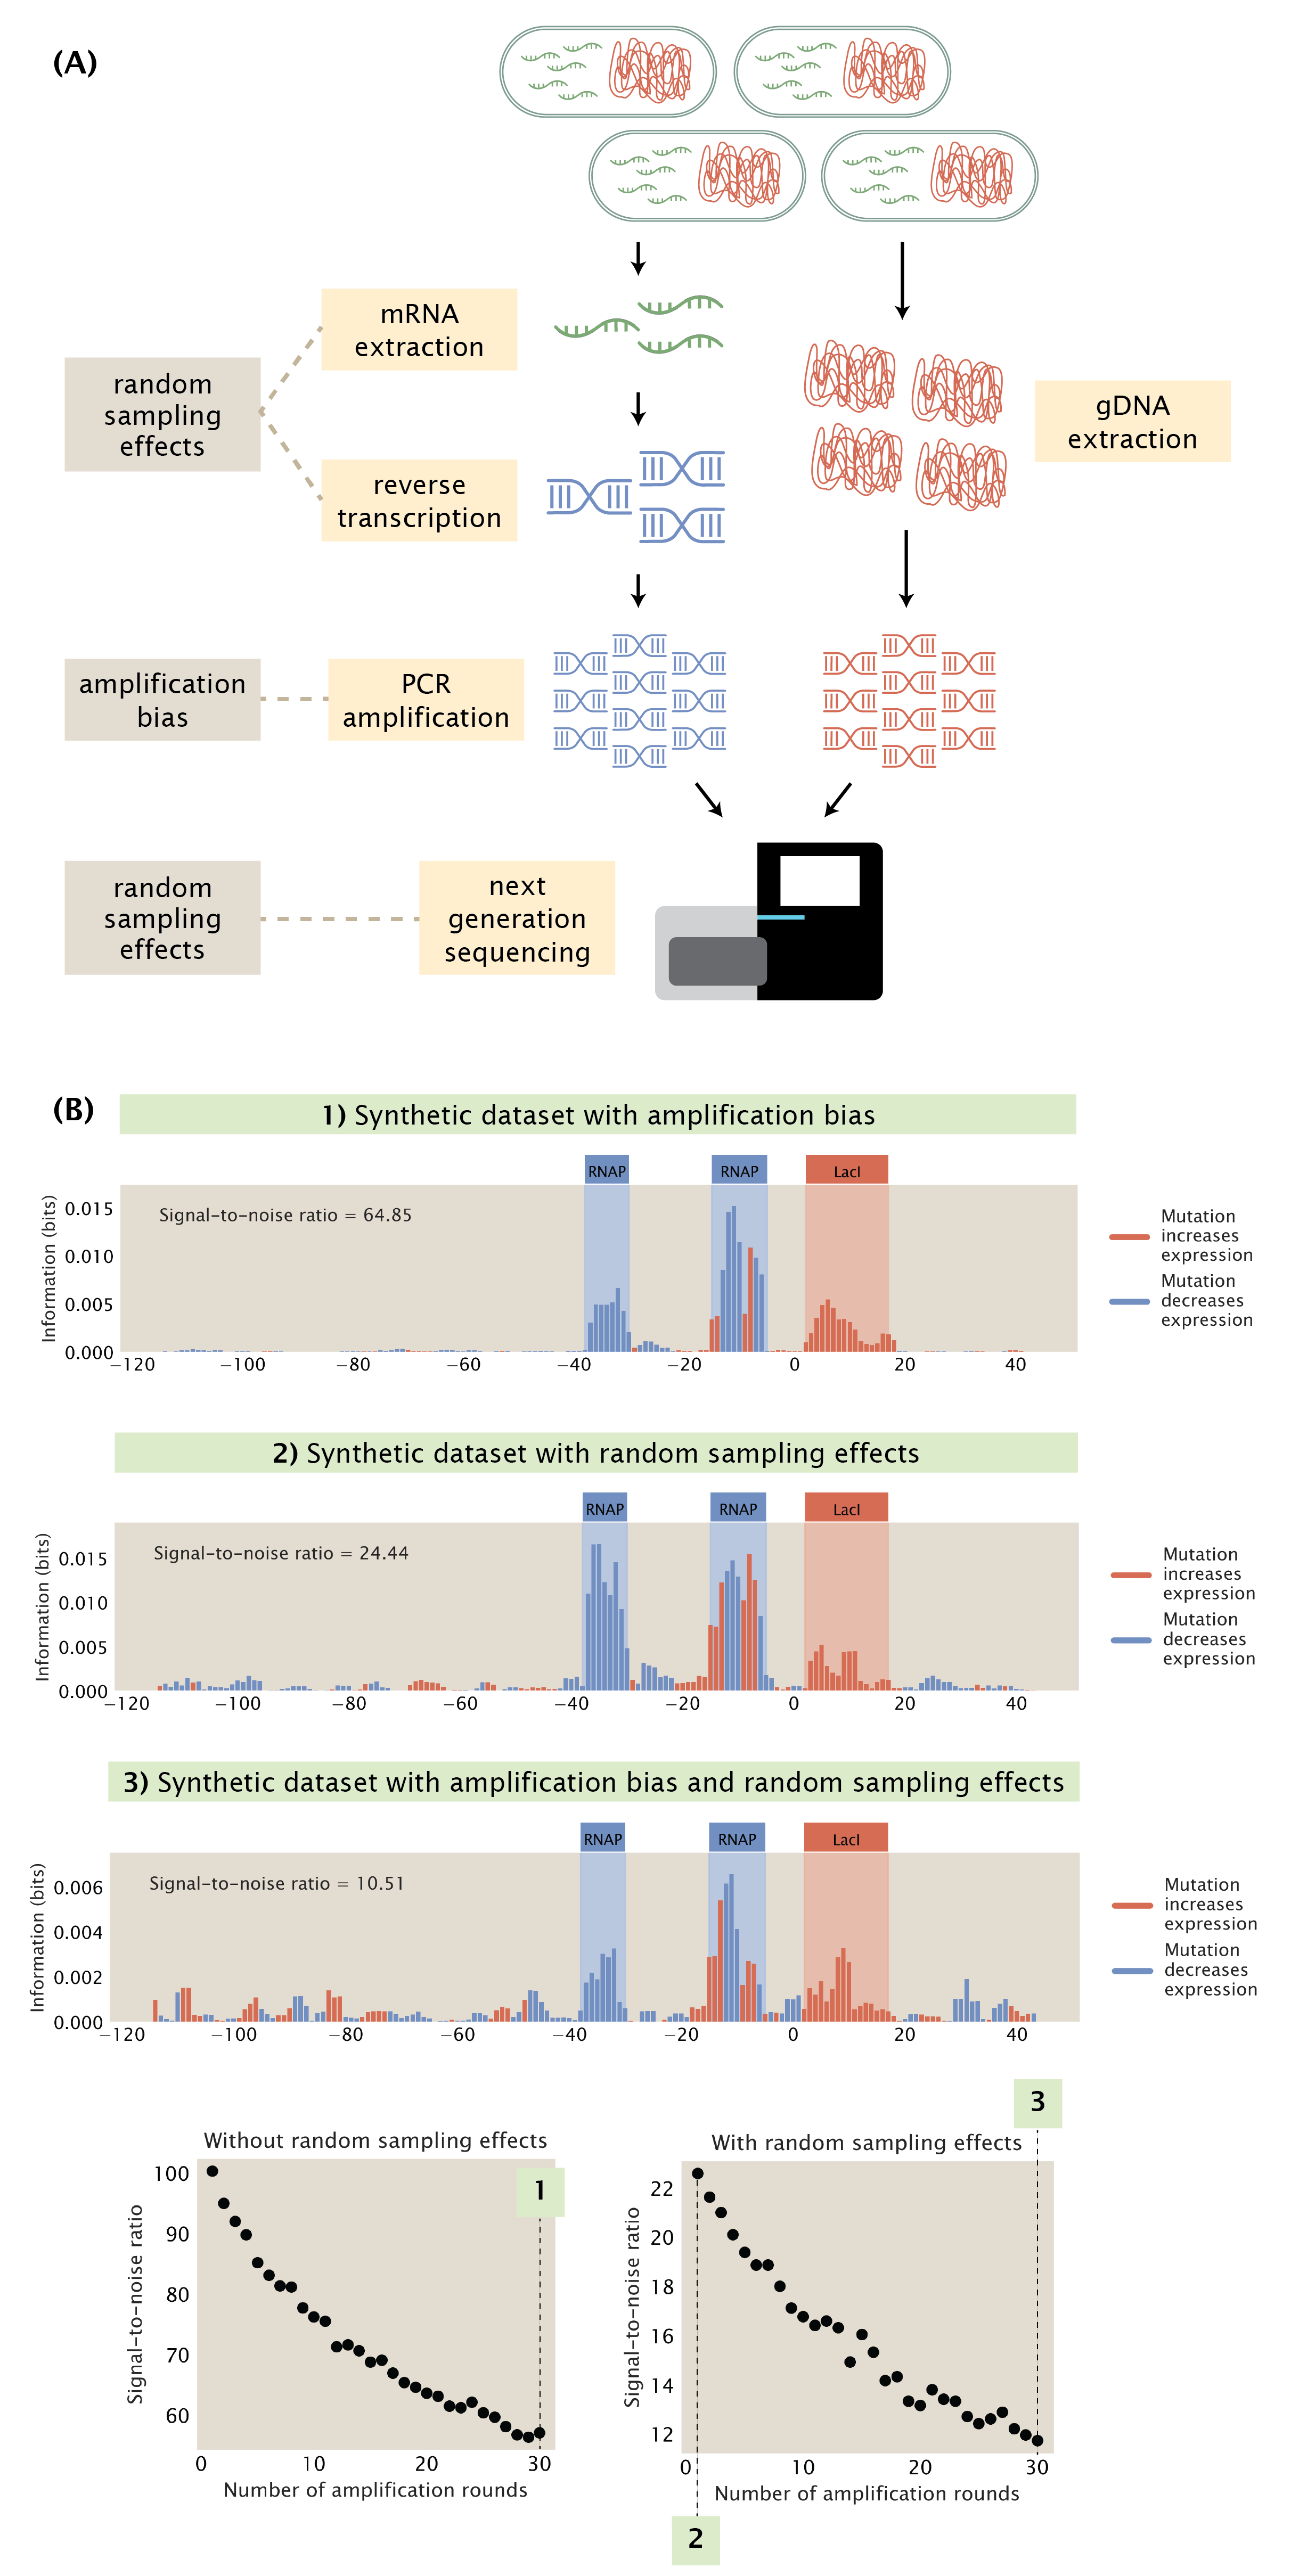 (A)
mRNA
extraction
random
sampling
effects
gDNA
extraction
reverse
transcription
amplification
bias
PCR
amplification
random
sampling
effects
next
generation
sequencing
(B)
1) Synthetic dataset with amplification bias
RNAP
RNAP
LacI
Signal-to-noise ratio = 64.85
Information (bits)
0.015
0.010
0.005
0.000
−120 −100 −80 −60 −40 −20 0 20 40
Mutation
increases
expression
Mutation
decreases
expression
2) Synthetic dataset with random sampling effects
RNAP
RNAP
LacI
Signal-to-noise ratio = 24.44
Information (bits)
0.015
0.010
0.005
0.000
−120 −100 −80 −60 −40 −20 0 20 40
Mutation
increases
expression
Mutation
decreases
expression
3) Synthetic dataset with amplification bias and random sampling effects
RNAP
RNAP
LacI
Signal-to-noise ratio = 10.51
Information (bits)
0.006
0.004
0.002
0.000
−120 −100 −80 −60 −40 −20 0 20 40
Mutation
increases
expression
Mutation
decreases
expression
Without random sampling effects
1
Signal-to-noise ratio
100
90
80
70
60
0 10 20 30
Number of amplification rounds
3
With random sampling effects
Signal-to-noise ratio
22
20
18
16
14
12
0 10 20 30
Number of amplification rounds
2